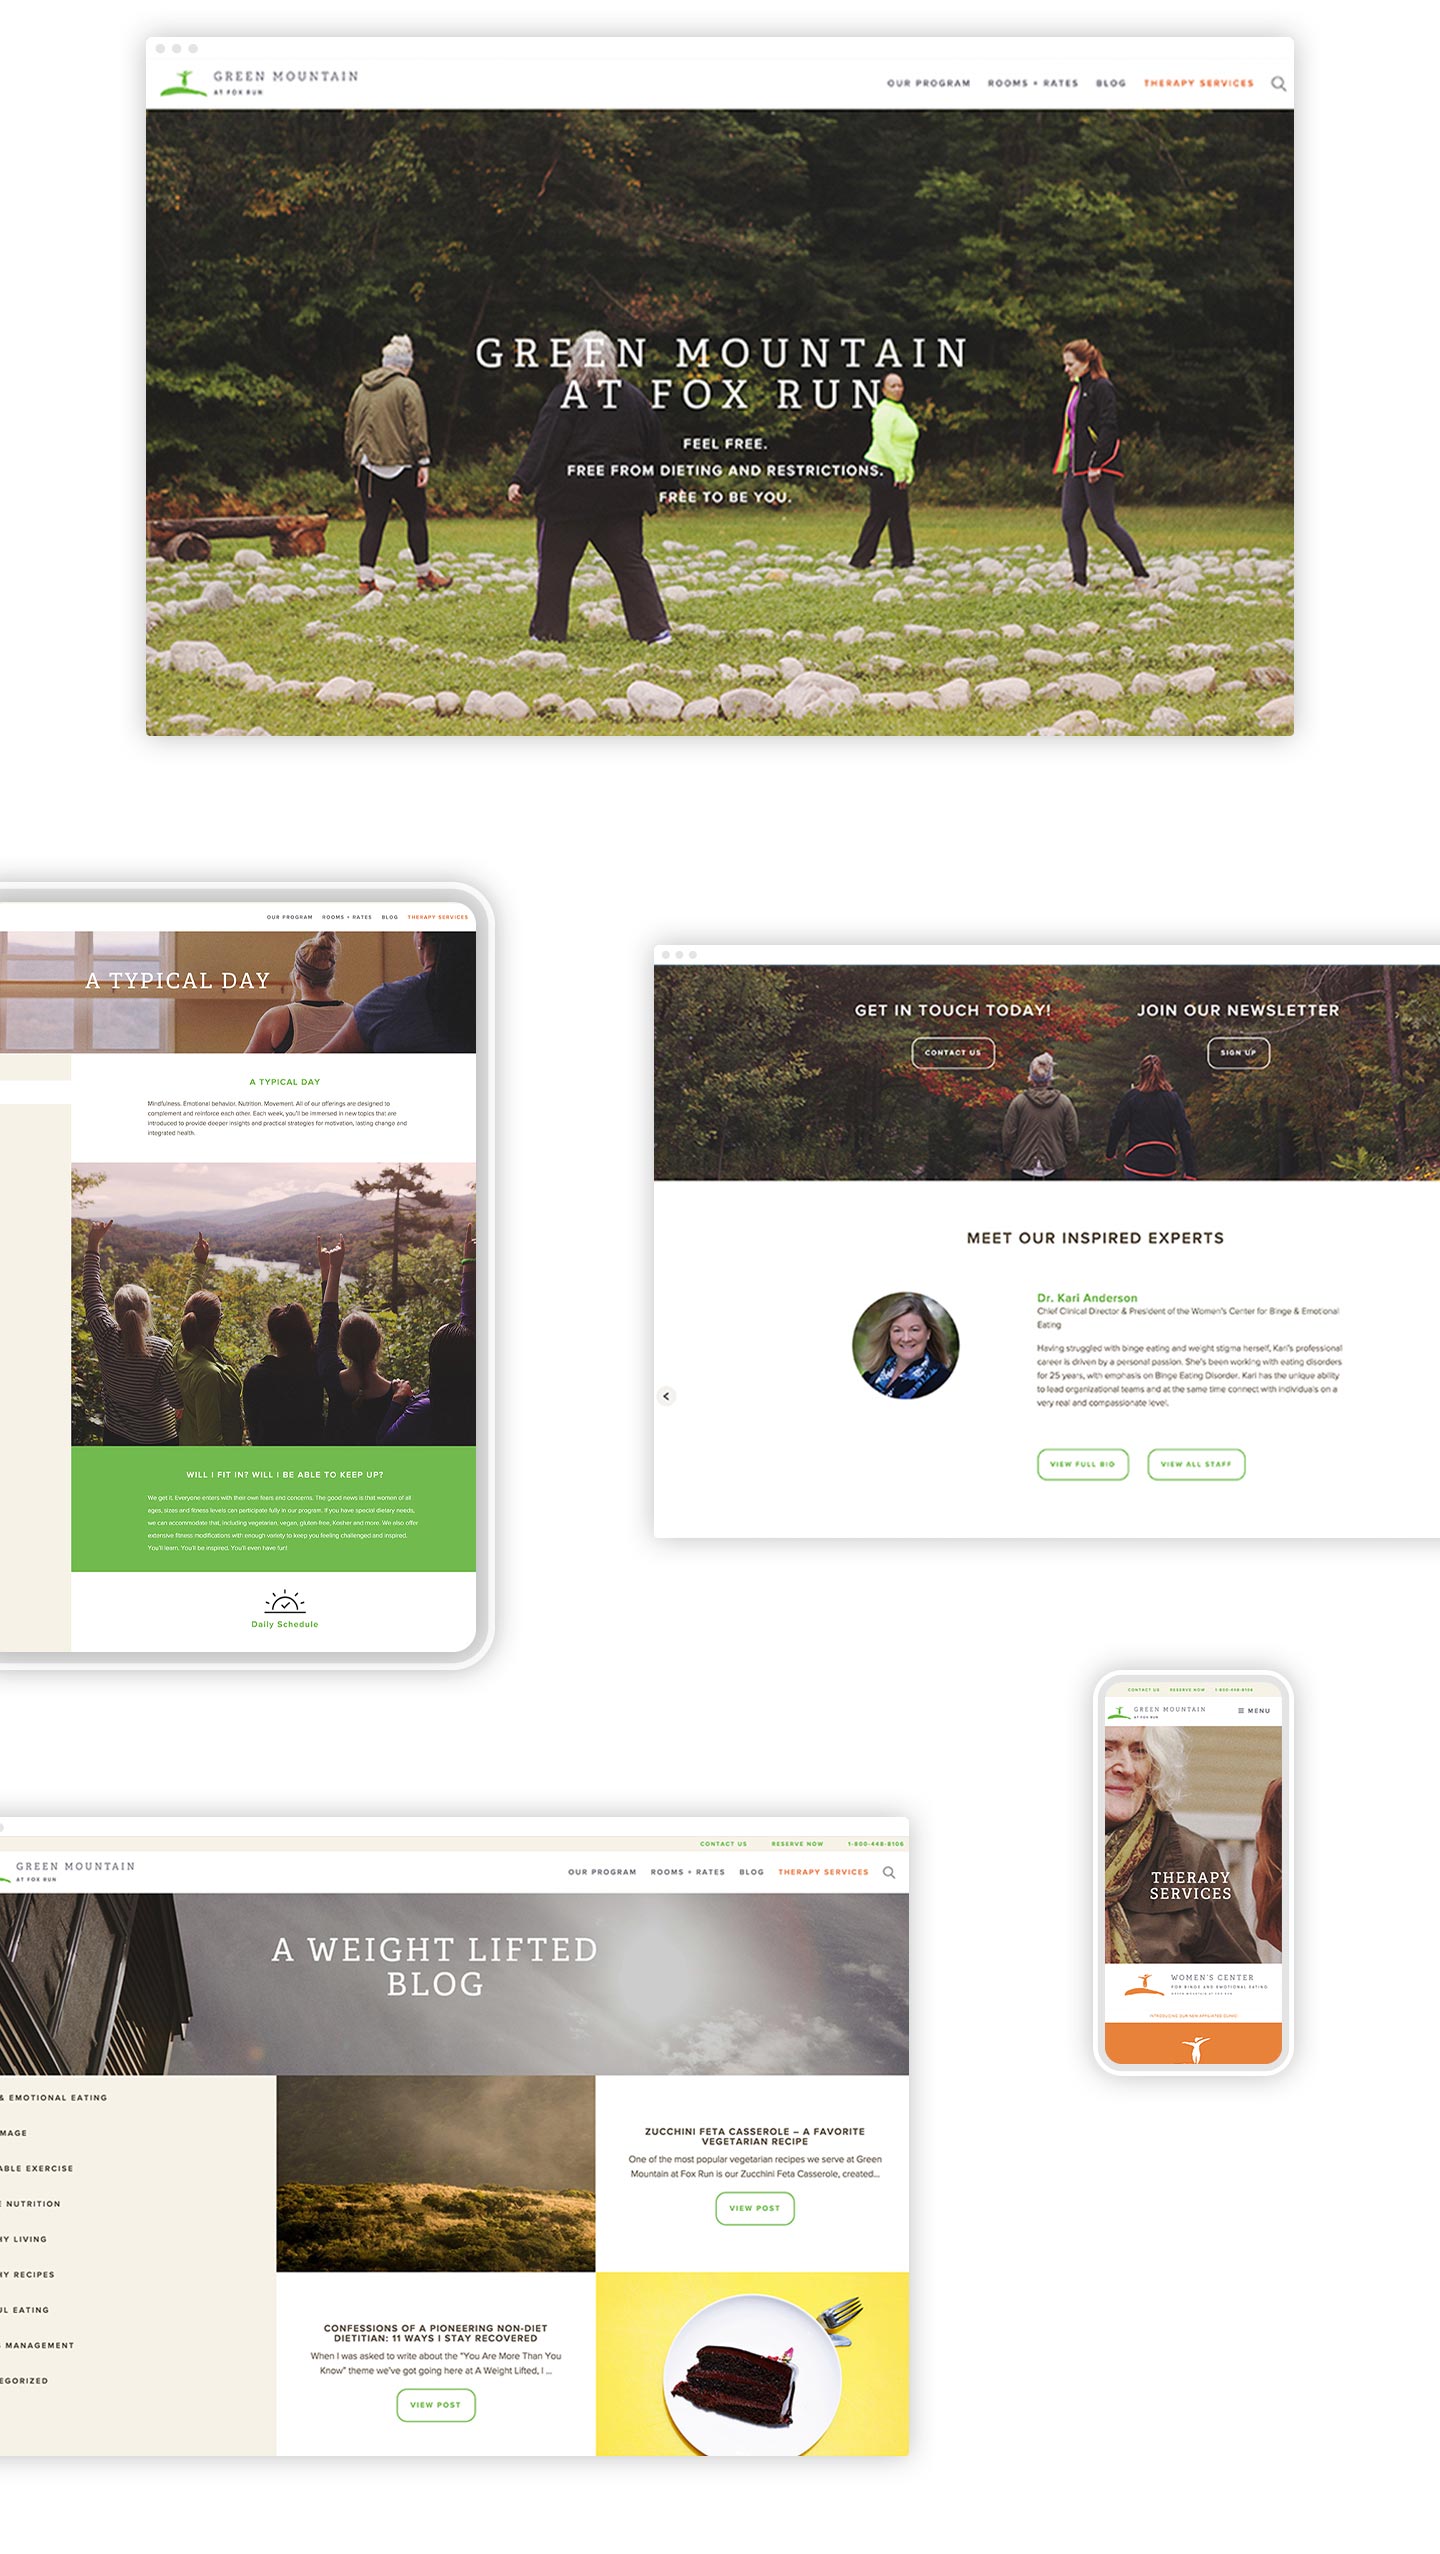 GREEN MOUNTAIN
AT FOX RUN
OUR PROGRAM ROOMS + RATES BLOG THERAPY SERVICES
GREEN MOUNTAIN
AT FOX RUN
FEEL FREE.
FREE FROM DIETING AND RESTRICTIONS.
FREE TO BE YOU.
OUR PROGRAM ROOMS + RATES BLOG THERAPY SERVICES
A TYPICAL DAY
A TYPICAL DAY
Mindfulness. Emotional behavior. Nutrition. Movement. All of our offerings are designed to
complement and reinforce each other. Each week, you'll be immersed in new topics that are
introduced to provide deeper insights and practical strategies for motivation, lasting change and
integrated health.
WILL I FIT IN? WILL I BE ABLE TO KEEP UP?
We get it. Everyone enters with their own fears and concerns. The good news is that women of all
ages, sizes and fitness levels can participate fully in our program. If you have special dietary needs,
we can accommodate that, including vegetarian, vegan, gluten-free, Kosher and more. We also offer
extensive fitness modifications with enough variety to keep you feeling challenged and inspired.
You'll learn. You'll be inspired. You'll even have fun!
Daily Schedule
GET IN TOUCH TODAY! JOIN OUR NEWSLETTER
CONTACT US SIGN UP
MEET OUR INSPIRED EXPERTS
Dr. Kari Anderson
Chief Clinical Director & President of the Women's Center for Binge & Emotional
Eating
Having struggled with binge eating and weight stigma herself, Kari's professional
career is driven by a personal passion. She's been working with eating disorders
for 25 years, with emphasis on Binge Eating Disorder. Kari has the unique ability
to lead organizational teams and at the same time connect with individuals on a
very real and compassionate level.
VIEW FULL BIO VIEW ALL STAFF
CONTACT US RESERVE NOW 1-800-448-8106
GREEN MOUNTAIN
AT FOX RUN
MENU
THERAPY
SERVICES
WOMEN'S CENTER
FOR BINGE AND EMOTIONAL EATING
GREEN MOUNTAIN AT FOX RUN
INTRODUCING OUR NEW AFFILIATED CLINIC!
CONTACT US RESERVE NOW 1-800-448-8106
GREEN MOUNTAIN
AT FOX RUN
OUR PROGRAM ROOMS + RATES BLOG THERAPY SERVICES
A WEIGHT LIFTED
BLOG
& EMOTIONAL EATING
MAGE
ABLE EXERCISE
E NUTRITION
HY LIVING
HY RECIPES
UL EATING
S MANAGEMENT
EGORIZED
ZUCCHINI FETA CASSEROLE – A FAVORITE
VEGETARIAN RECIPE
One of the most popular vegetarian recipes we serve at Green
Mountain at Fox Run is our Zucchini Feta Casserole, created...
VIEW POST
CONFESSIONS OF A PIONEERING NON-DIET
DIETITIAN: 11 WAYS I STAY RECOVERED
When I was asked to write about the "You Are More Than You
Know" theme we've got going here at A Weight Lifted, I ...
VIEW POST